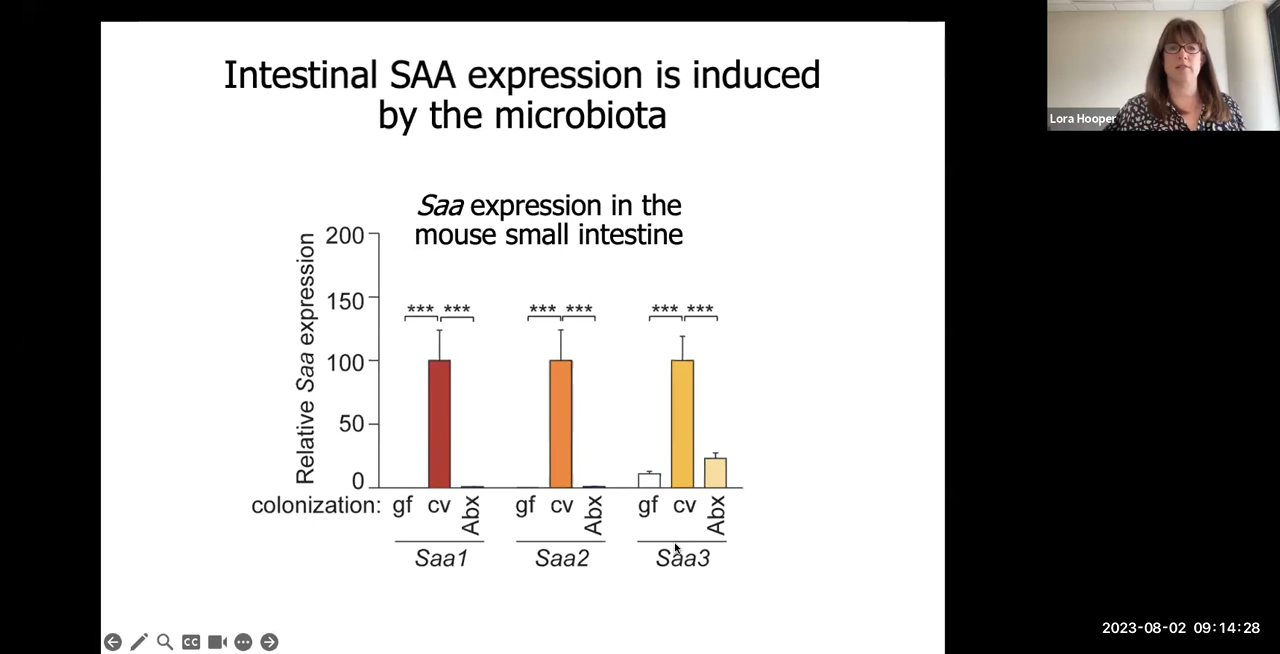 Intestinal SAA expression is induced
by the microbiota
Saa expression in the
mouse small intestine
Relative Saa expression
200
150
100
50
0
*** *** *** *** *** ***
colonization: gf cv Abx gf cv Abx gf cv Abx
Saa1 Saa2 Saa3
Lora Hooper
CC
2023-08-02 09:14:28